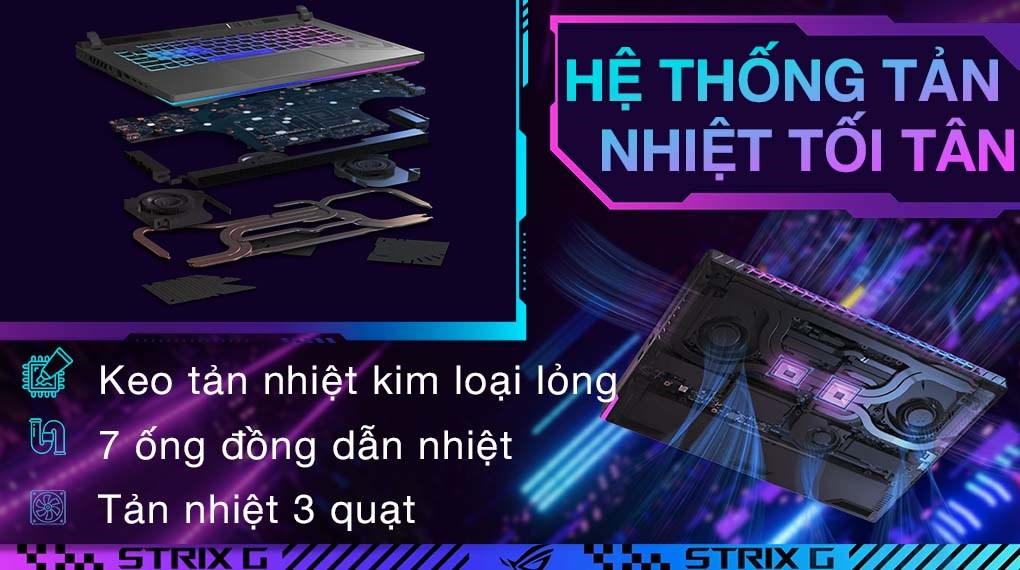 HỆ THỐNG TẢN
NHIỆT TỐI TÂN
Keo tản nhiệt kim loại lỏng
7 ống đồng dẫn nhiệt
Tản nhiệt 3 quạt
STRIX G
STRIX G